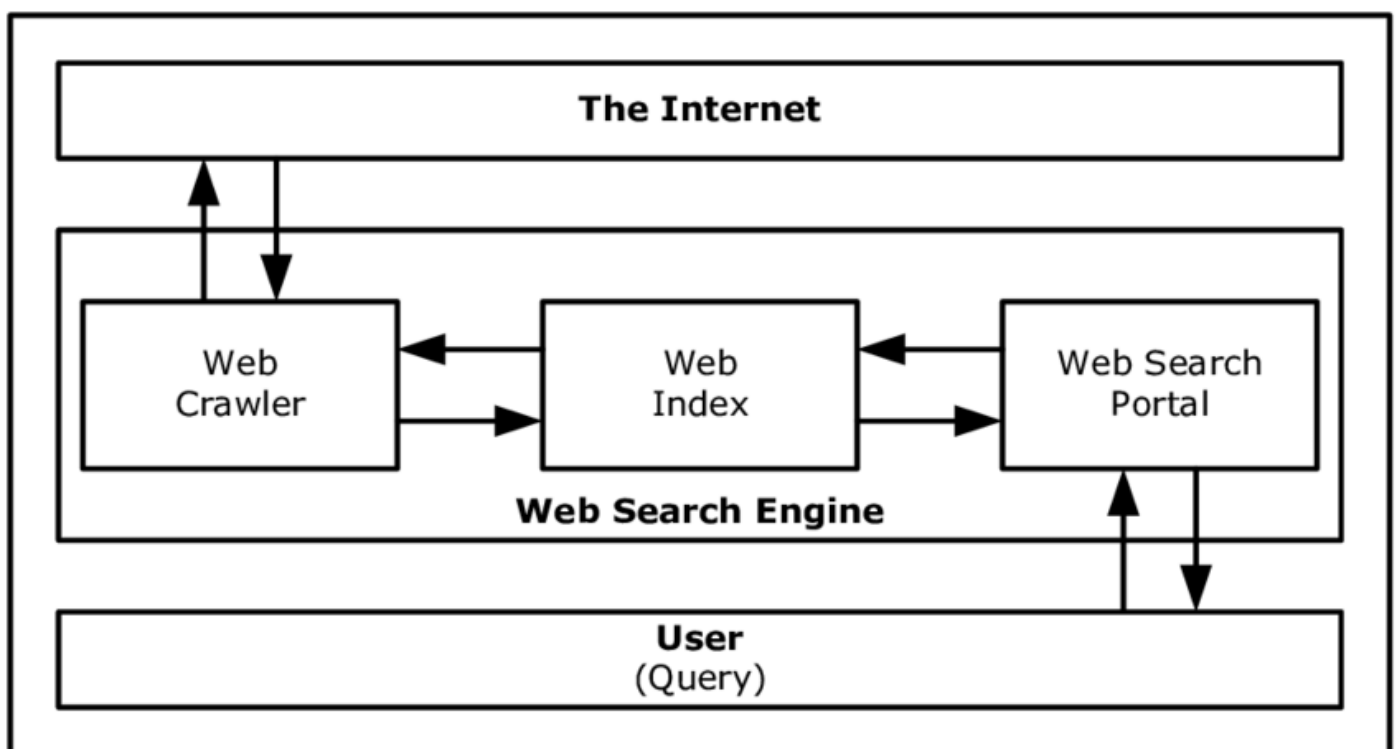 The Internet
Web
Crawler
Web
Index
Web Search
Portal
Web Search Engine
User
(Query)